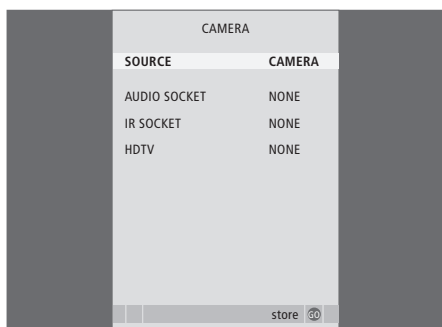 CAMERA
SOURCE CAMERA
AUDIO SOCKET NONE
IR SOCKET NONE
HDTV NONE
store GO